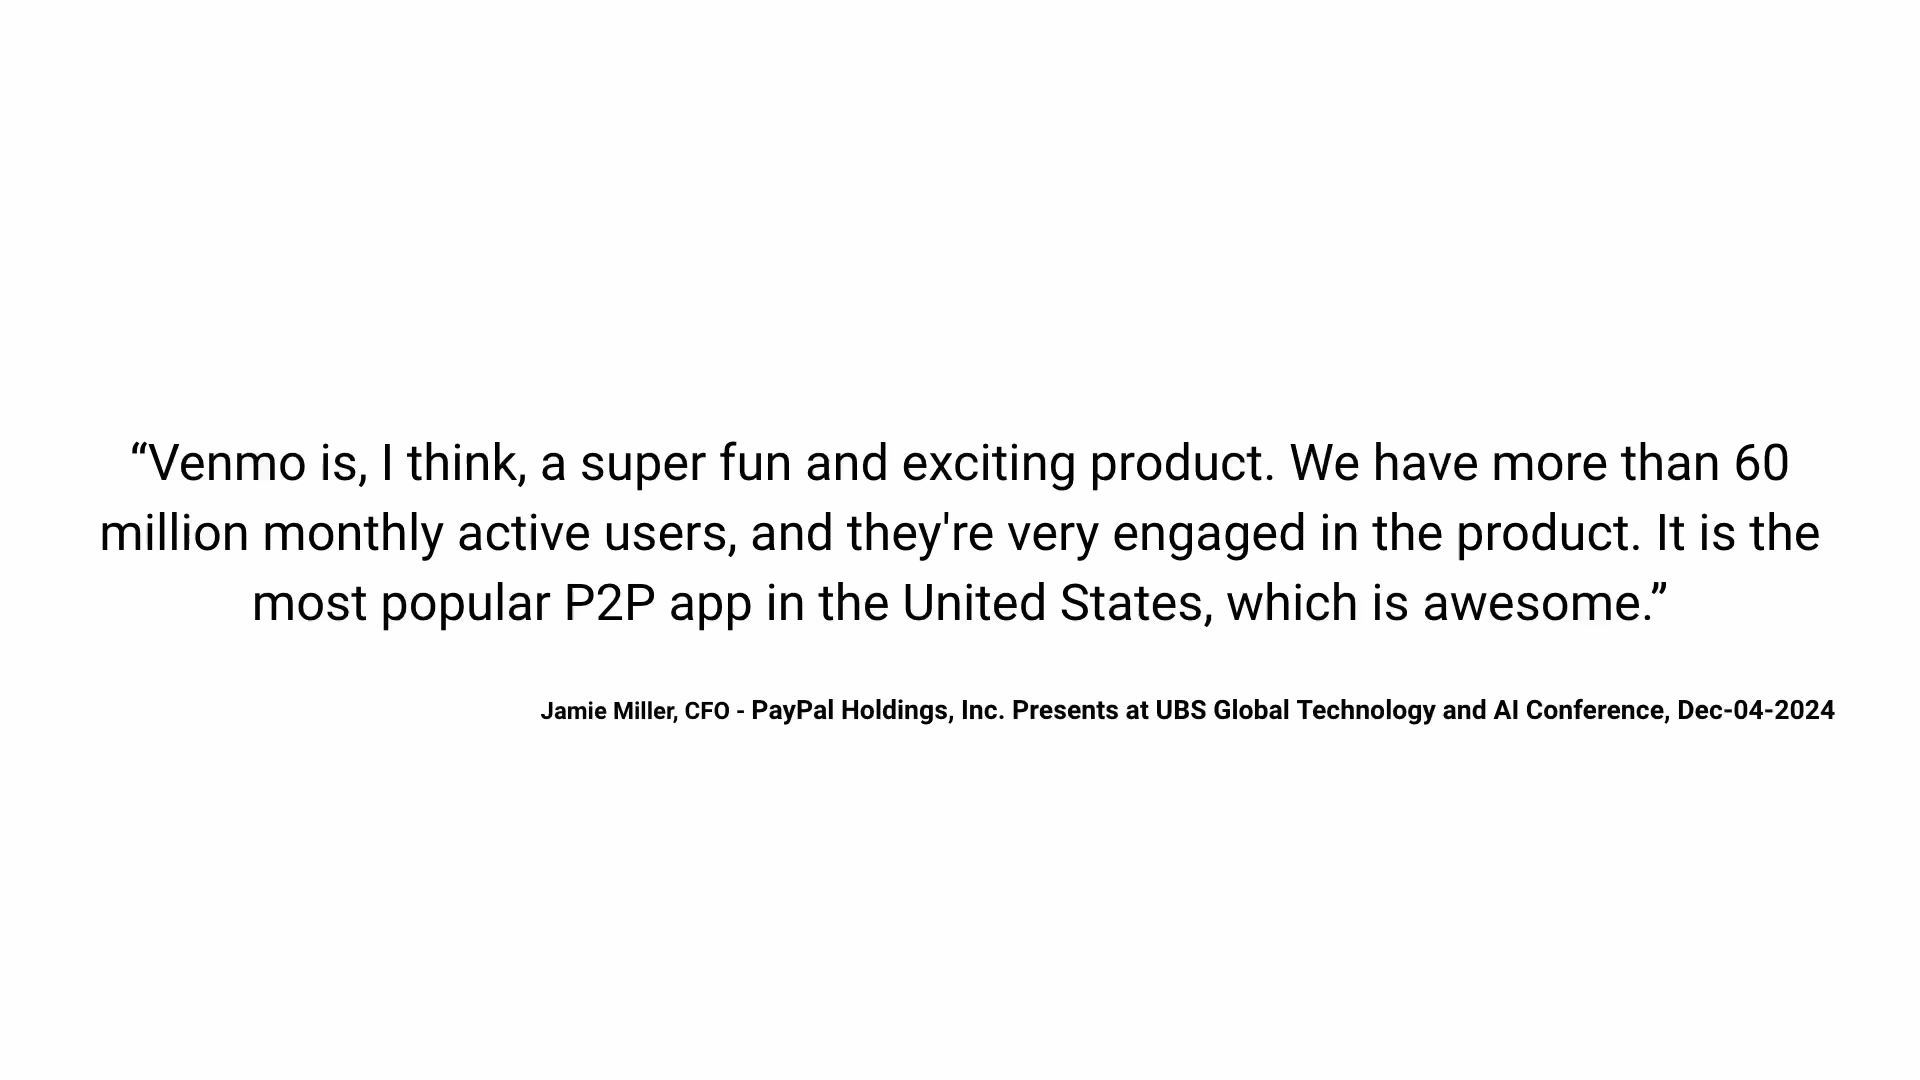 “Venmo is, I think, a super fun and exciting product. We have more than 60
million monthly active users, and they're very engaged in the product. It is the
most popular P2P app in the United States, which is awesome.”
Jamie Miller, CFO - PayPal Holdings, Inc. Presents at UBS Global Technology and AI Conference, Dec-04-2024